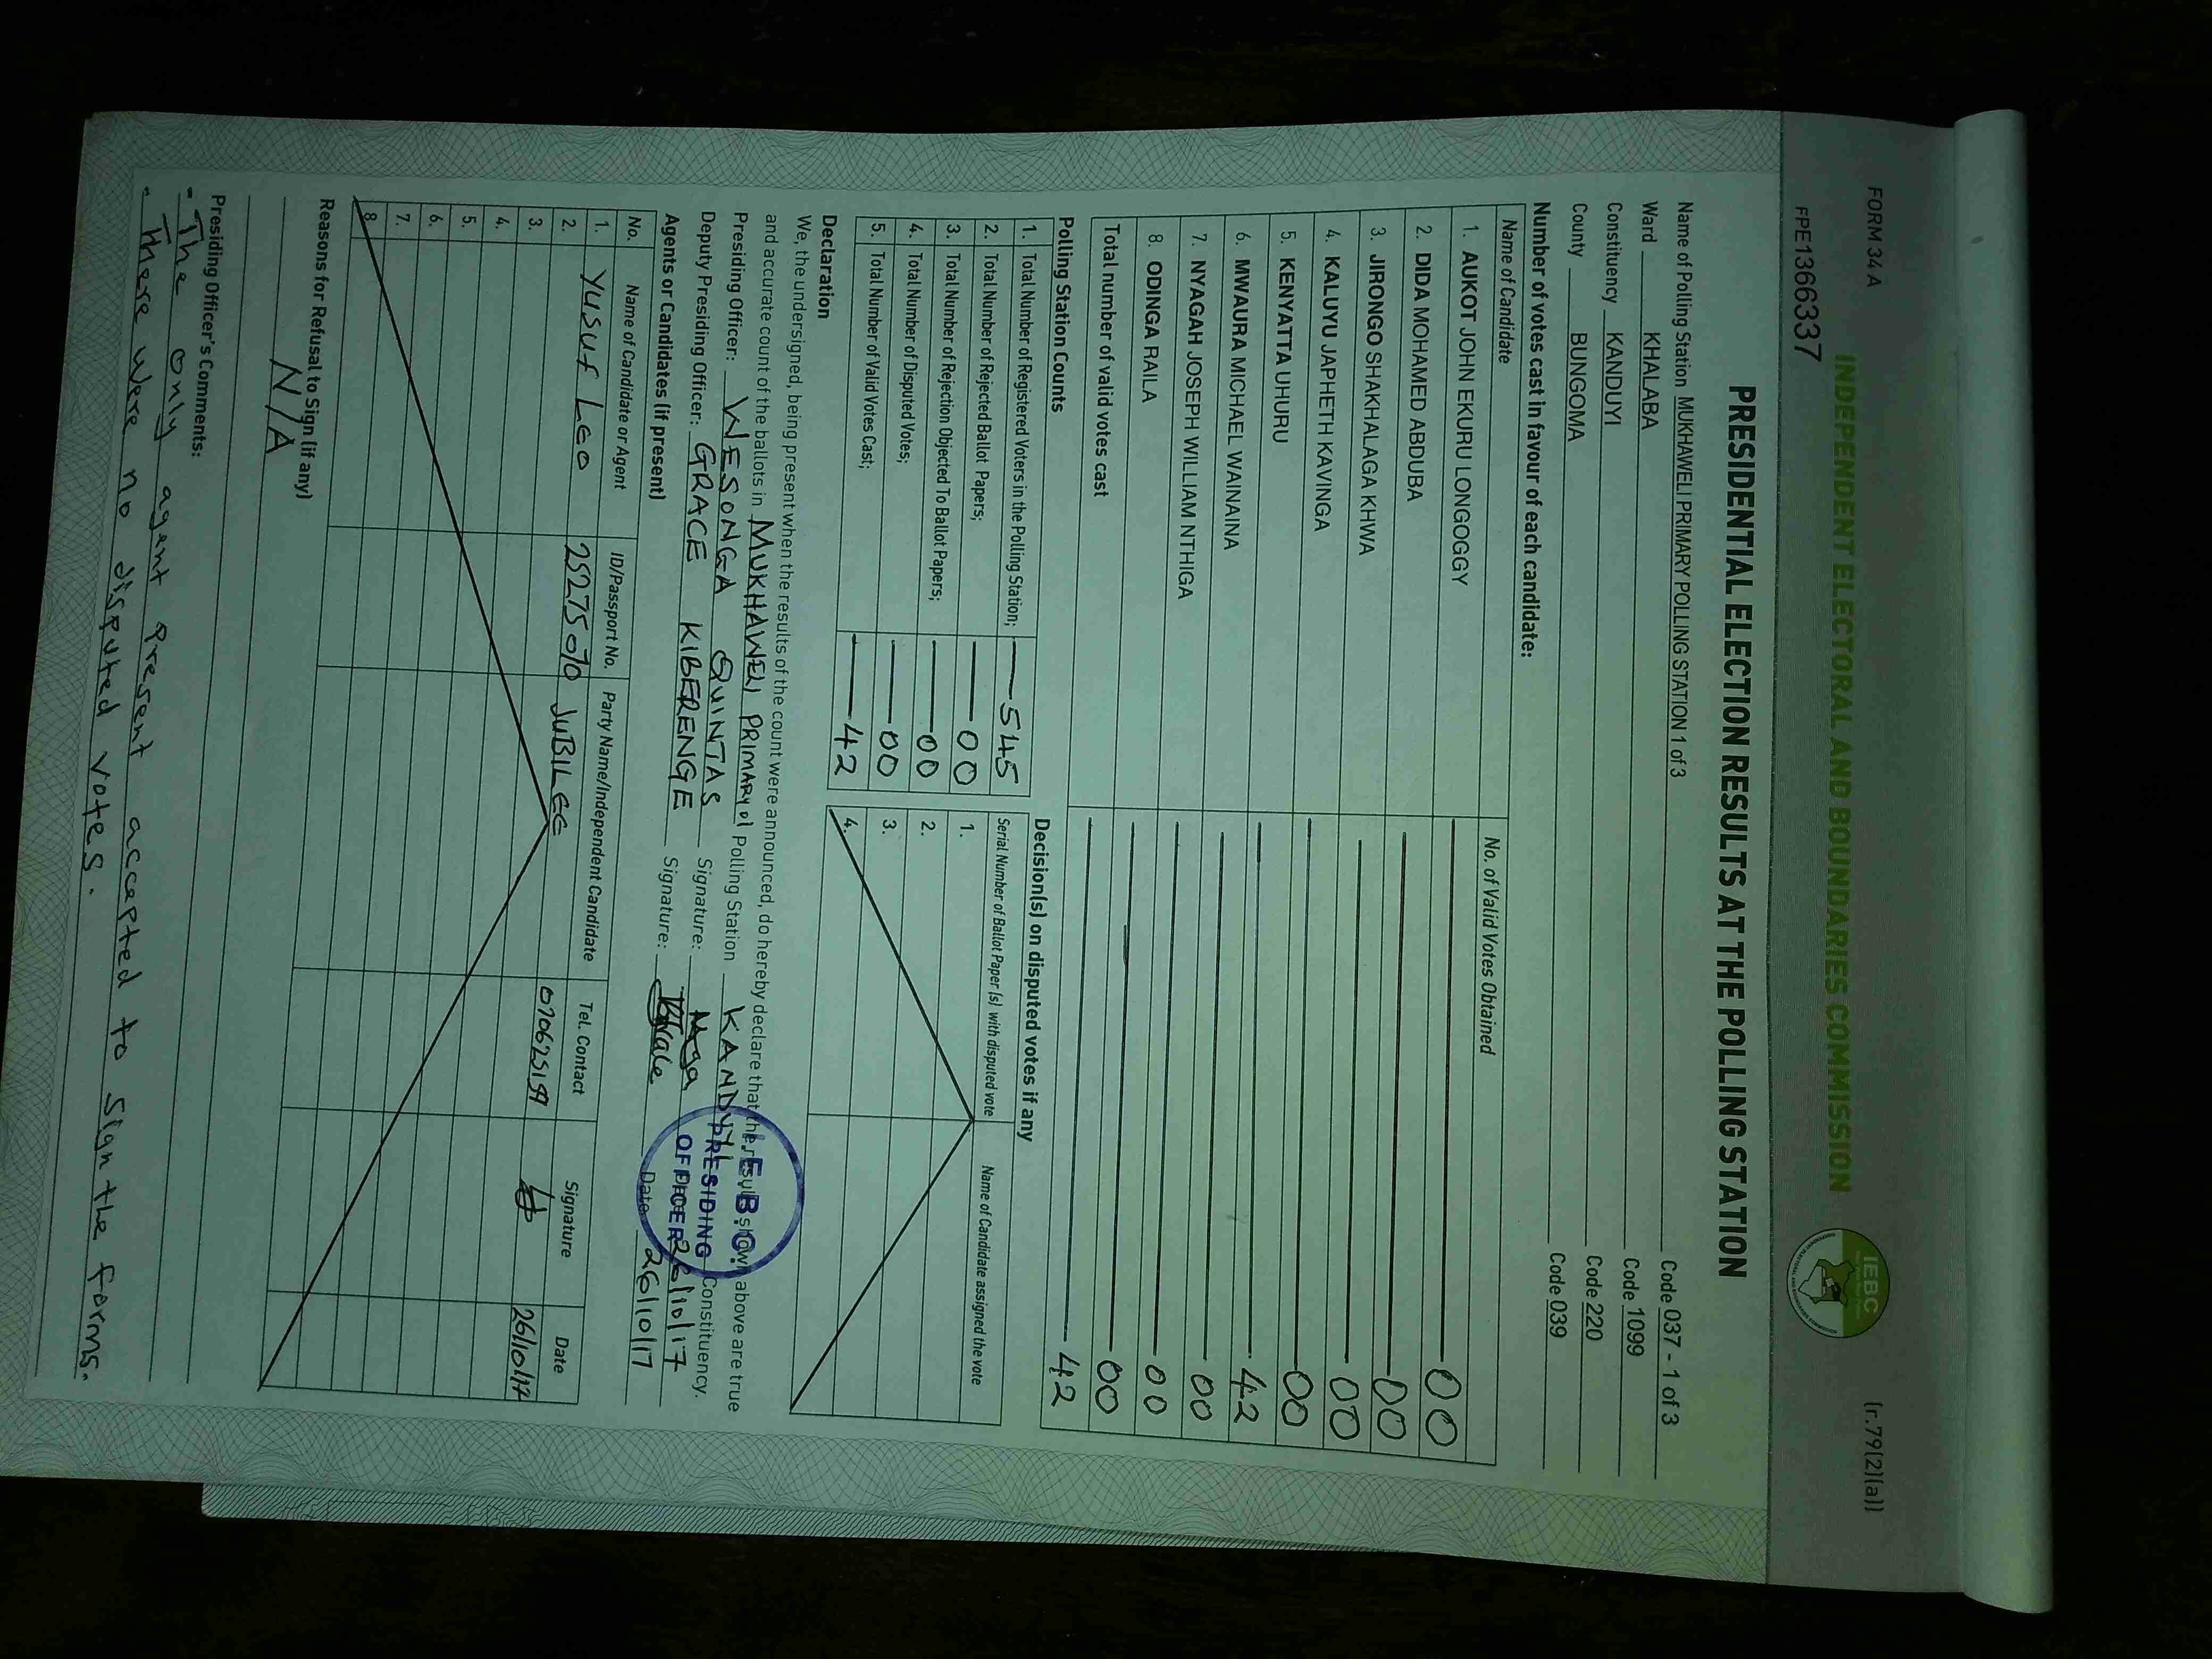 FORM 34 A
(r.79(2)(a))
INDEPENDENT ELECTORAL AND BOUNDARIES COMMISSION
IEBC
FPE1366337
PRESIDENTIAL ELECTION RESULTS AT THE POLLING STATION
Name of Polling Station MUKHAWELI PRIMARY POLLING STATION 1 of 3 Code 037 - 1 of 3
Ward KHALABA Code 1099
Constituency KANDUYI Code 220
County BUNGOMA Code 039
Number of votes cast in favour of each candidate:
Name of Candidate No. of Valid Votes Obtained
1. AUKOT JOHN EKURU LONGOGGY 00
2. DIDA MOHAMED ABDUBA 00
3. JIRONGO SHAKHALAGA KHWA 00
4. KALUYU JAPHETH KAVINGA 00
5. KENYATTA UHURU 42
6. MWAURA MICHAEL WAINAINA 00
7. NYAGAH JOSEPH WILLIAM NTHIGA 00
8. ODINGA RAILA 00
Total number of valid votes cast 42
Polling Station Counts
1. Total Number of Registered Voters in the Polling Station; 545
2. Total Number of Rejected Ballot Papers; 00
3. Total Number of Rejection Objected To Ballot Papers; 00
4. Total Number of Disputed Votes; 00
5. Total Number of Valid Votes Cast; 42
Decision(s) on disputed votes if any
Serial Number of Ballot Paper (s) with disputed vote Name of Candidate assigned the vote
1.
2.
3.
4.
Declaration
We, the undersigned, being present when the results of the count were announced, do hereby declare that the results shown above are true
and accurate count of the ballots in MUKHAWELI PRIMARY 01 Polling Station KANDUYI Constituency.
Presiding Officer: WESONGA QUINTAS Signature: 26/10/17
Deputy Presiding Officer: GRACE KIBERENGE Signature: Date 26/10/17
I.E.B.C.
PRESIDING
OFFICER
Agents or Candidates (if present)
No. Name of Candidate or Agent ID/Passport No. Party Name/Independent Candidate Tel. Contact Signature Date
1. YUSUF LEO 25275070 JUBILEE 26/10/17
2.
3.
4.
5.
6.
7.
8.
Reasons for Refusal to Sign (if any)
N/A
Presiding Officer's Comments:
- The only agent present accepted to sign the forms.
- There were no disputed votes.